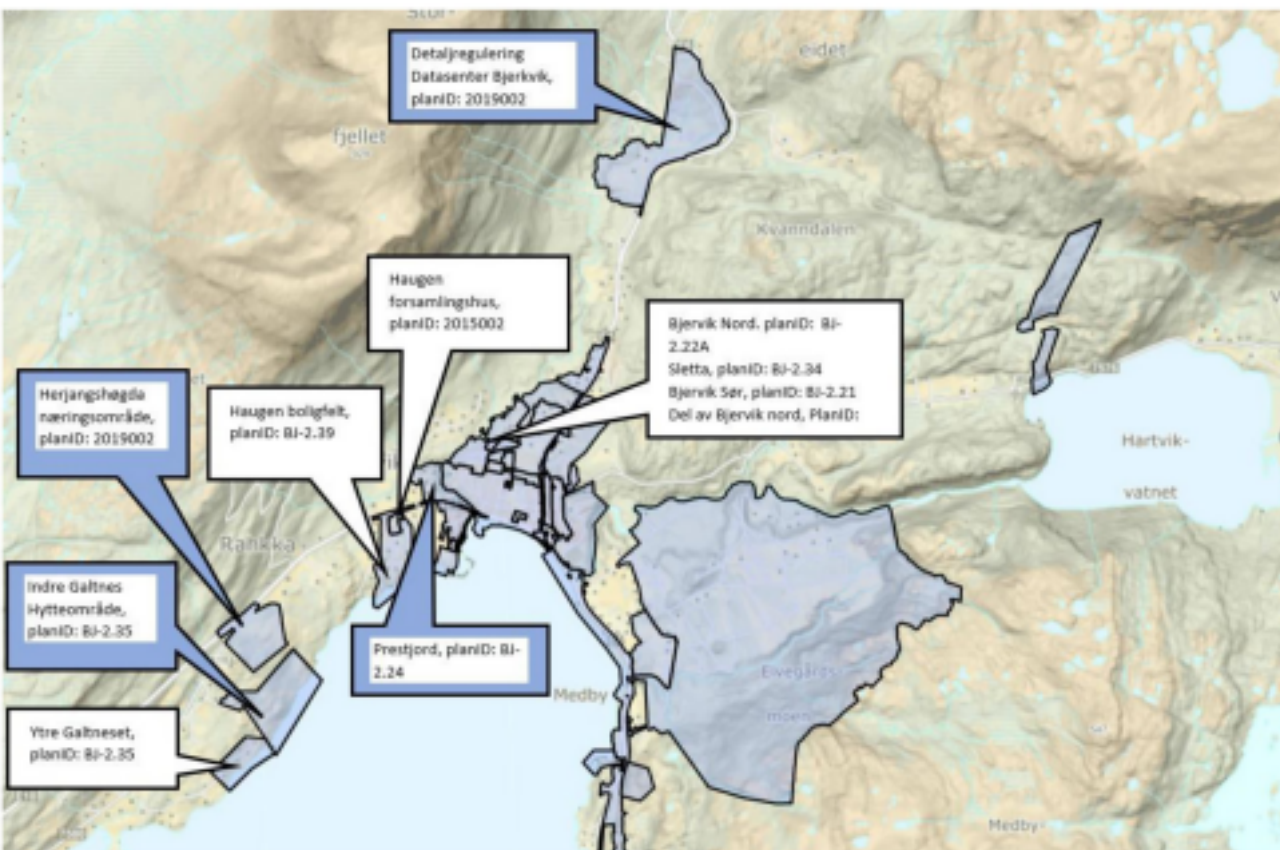 Stor-
eidet
Detaljregulering
Datasenter Bjerkvik,
planID: 2019002
fjellet
Kvanndalen
Haugen
forsamlingshus,
planID: 2015002
Bjervik Nord. planID: BJ-
2.22A
Sletta, planID: BJ-2.34
Bjervik Sør, planID: BJ-2.21
Del av Bjervik nord, PlanID:
Herjangshøgda
næringsområde,
planID: 2019002
Haugen boligfelt,
planID: BJ-2.39
Hartvik-
vatnet
Rankka
Indre Galtnes
Hytteområde,
planID: BJ-2.35
Prestjord, planID: BJ-
2.24
Elvegårds-
moen
Medby
Ytre Galtneset,
planID: BJ-2.35
Medby-